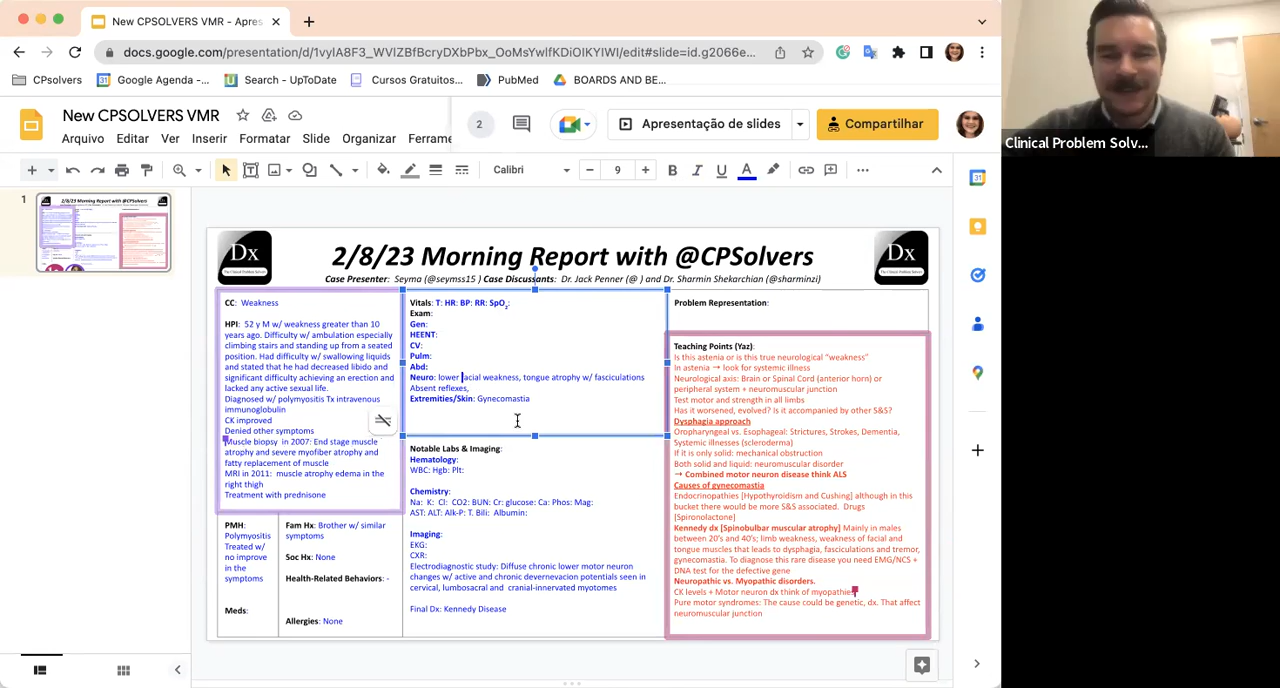 New CPSOLVERS VMR - Apres
docs.google.com/presentation/d/1vyIA8F3_WVIZBfBcryDXbPbx_OoMsYwlfKDiOIKYIWI/edit#slide=id.g2066e...
CPsolvers
Google Agenda -...
Search - UpToDate
Cursos Gratuitos...
PubMed
BOARDS AND BE...
New CPSOLVERS VMR
2
Apresentação de slides
Compartilhar
Arquivo Editar Ver Inserir Formatar Slide Organizar Ferrame
Calibri
9
1
Dx
The Clinical Problem Solvers
2/8/23 Morning Report with @CPSolvers
Case Presenter: Seyma (@seymss15 ) Case Discussants: Dr. Jack Penner (@ ) and Dr. Sharmin Shekarchian (@sharminzi)
Dx
The Clinical Problem Solvers
CC: Weakness
HPI: 52 y M w/ weakness greater than 10
years ago. Difficulty w/ ambulation especially
climbing stairs and standing up from a seated
position. Had difficulty w/ swallowing liquids
and stated that he had decreased libido and
significant difficulty achieving an erection and
lacked any active sexual life.
Diagnosed w/ polymyositis Tx intravenous
immunoglobulin
CK improved
Denied other symptoms
Muscle biopsy in 2007: End stage muscle
atrophy and severe myofiber atrophy and
fatty replacement of muscle
MRI in 2011: muscle atrophy edema in the
right thigh
Treatment with prednisone
PMH:
Polymyositis
Treated w/
no improve
in the
symptoms
Meds:
Fam Hx: Brother w/ similar
symptoms
Soc Hx: None
Health-Related Behaviors: -
Allergies: None
Vitals: T: HR: BP: RR: SpO2:
Exam:
Gen:
HEENT:
CV:
Pulm:
Abd:
Neuro: lower facial weakness, tongue atrophy w/ fasciculations
Absent reflexes,
Extremities/Skin: Gynecomastia
Notable Labs & Imaging:
Hematology:
WBC: Hgb: Plt:
Chemistry:
Na: K: Cl: CO2: BUN: Cr: glucose: Ca: Phos: Mag:
AST: ALT: Alk-P: T. Bili: Albumin:
Imaging:
EKG:
CXR:
Electrodiagnostic study: Diffuse chronic lower motor neuron
changes w/ active and chronic devernevacion potentials seen in
cervical, lumbosacral and cranial-innervated myotomes
Final Dx: Kennedy Disease
Problem Representation:
Teaching Points (Yaz):
Is this astenia or is this true neurological "weakness"
In astenia → look for systemic illness
Neurological axis: Brain or Spinal Cord (anterior horn) or
peripheral system + neuromuscular junction
Test motor and strength in all limbs
Has it worsened, evolved? Is it accompanied by other S&S?
Dysphagia approach
Oropharyngeal vs. Esophageal: Strictures, Strokes, Dementia,
Systemic illnesses (scleroderma)
If it is only solid: mechanical obstruction
Both solid and liquid: neuromuscular disorder
→ Combined motor neuron disease think ALS
Causes of gynecomastia
Endocrinopathies [Hypothyroidism and Cushing] although in this
bucket there would be more S&S associated. Drugs
[Spironolactone]
Kennedy dx [Spinobulbar muscular atrophy] Mainly in males
between 20's and 40's; limb weakness, weakness of facial and
tongue muscles that leads to dysphagia, fasciculations and tremor,
gynecomastia. To diagnose this rare disease you need EMG/NCS +
DNA test for the defective gene
Neuropathic vs. Myopathic disorders.
CK levels + Motor neuron dx think of myopathies
Pure motor syndromes: The cause could be genetic, dx. That affect
neuromuscular junction
Clinical Problem Solv...